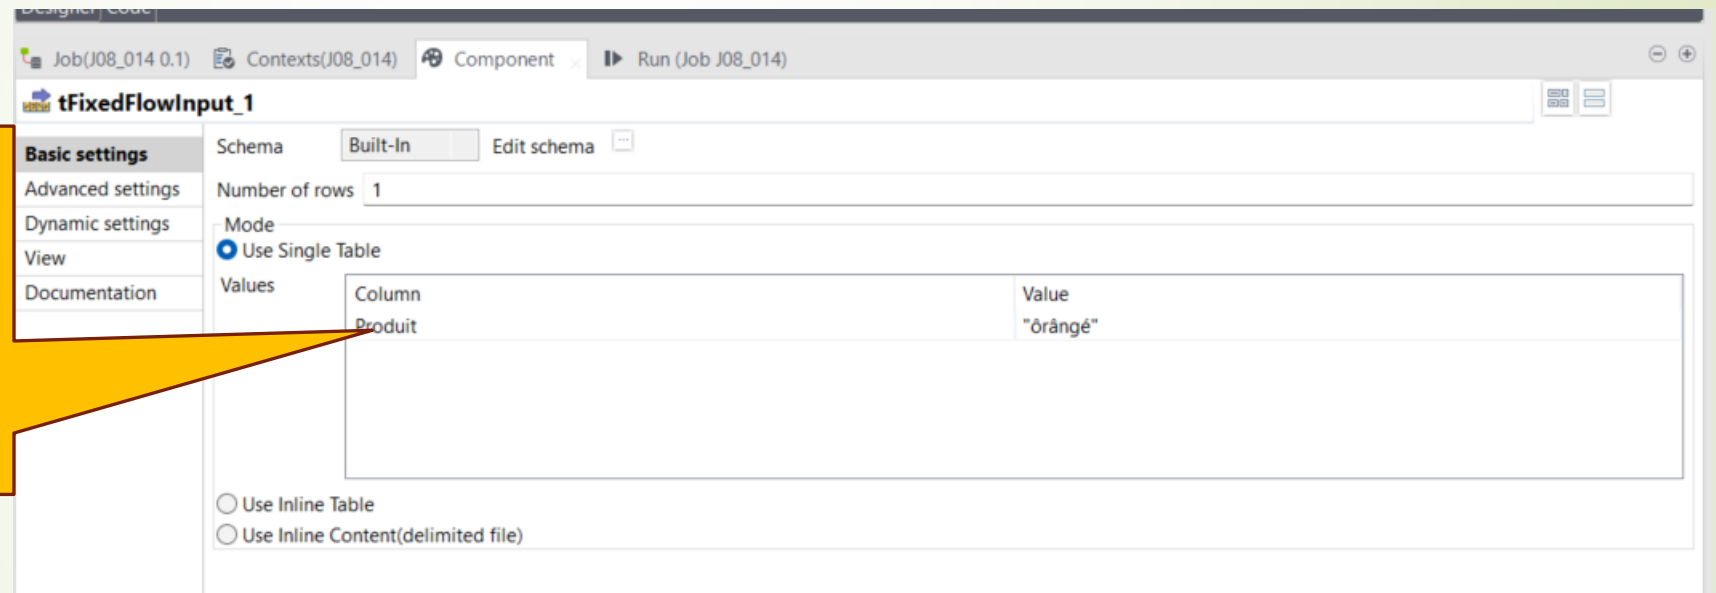 Designer Code
Job(J08_014 0.1) Contexts(J08_014) Component Run (Job J08_014)
tFixedFlowInput_1
Basic settings
Advanced settings
Dynamic settings
View
Documentation
Schema Built-In Edit schema ...
Number of rows 1
Mode
Use Single Table
Values
Column Value
Produit "ôrângé"
Use Inline Table
Use Inline Content(delimited file)